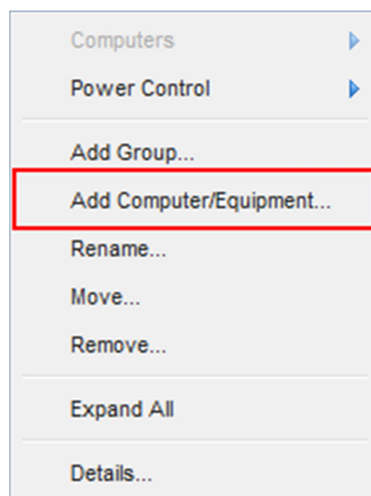 Computers
Power Control
Add Group...
Add Computer/Equipment...
Rename...
Move...
Remove...
Expand All
Details...